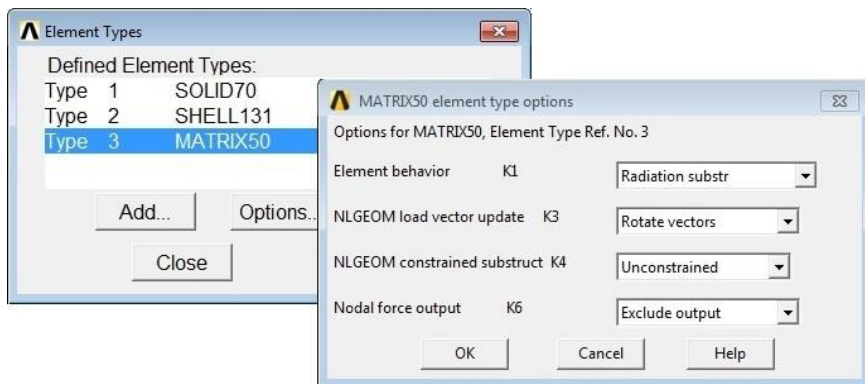 Element Types
Defined Element Types:
Type 1 SOLID70
Type 2 SHELL131
Type 3 MATRIX50
Add... Options..
Close
MATRIX50 element type options
Options for MATRIX50, Element Type Ref. No. 3
Element behavior K1 Radiation substr
NLGEOM load vector update K3 Rotate vectors
NLGEOM constrained substruct K4 Unconstrained
Nodal force output K6 Exclude output
OK Cancel Help